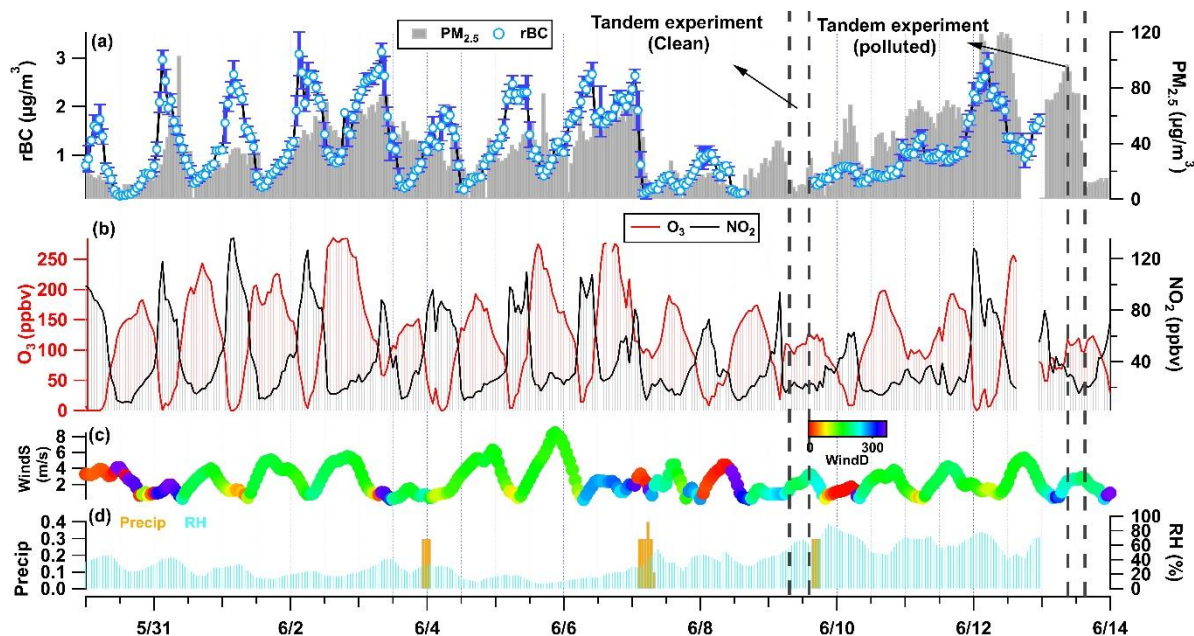 Tandem experiment
(Clean)
Tandem experiment
(polluted)
(a)
PM2.5 rBC
rBC (µg/m³)
3
2
1
PM2.5 (µg/m³)
120
80
40
0
(b)
O3 NO2
O3 (ppbv)
250
200
150
100
50
0
NO2 (ppbv)
120
80
40
(c)
WindS
(m/s)
8
6
4
2
0 300
WindD
(d)
Precip RH
Precip
0.4
0.3
0.2
0.1
0.0
RH (%)
100
80
60
40
20
0
5/31 6/2 6/4 6/6 6/8 6/10 6/12 6/14